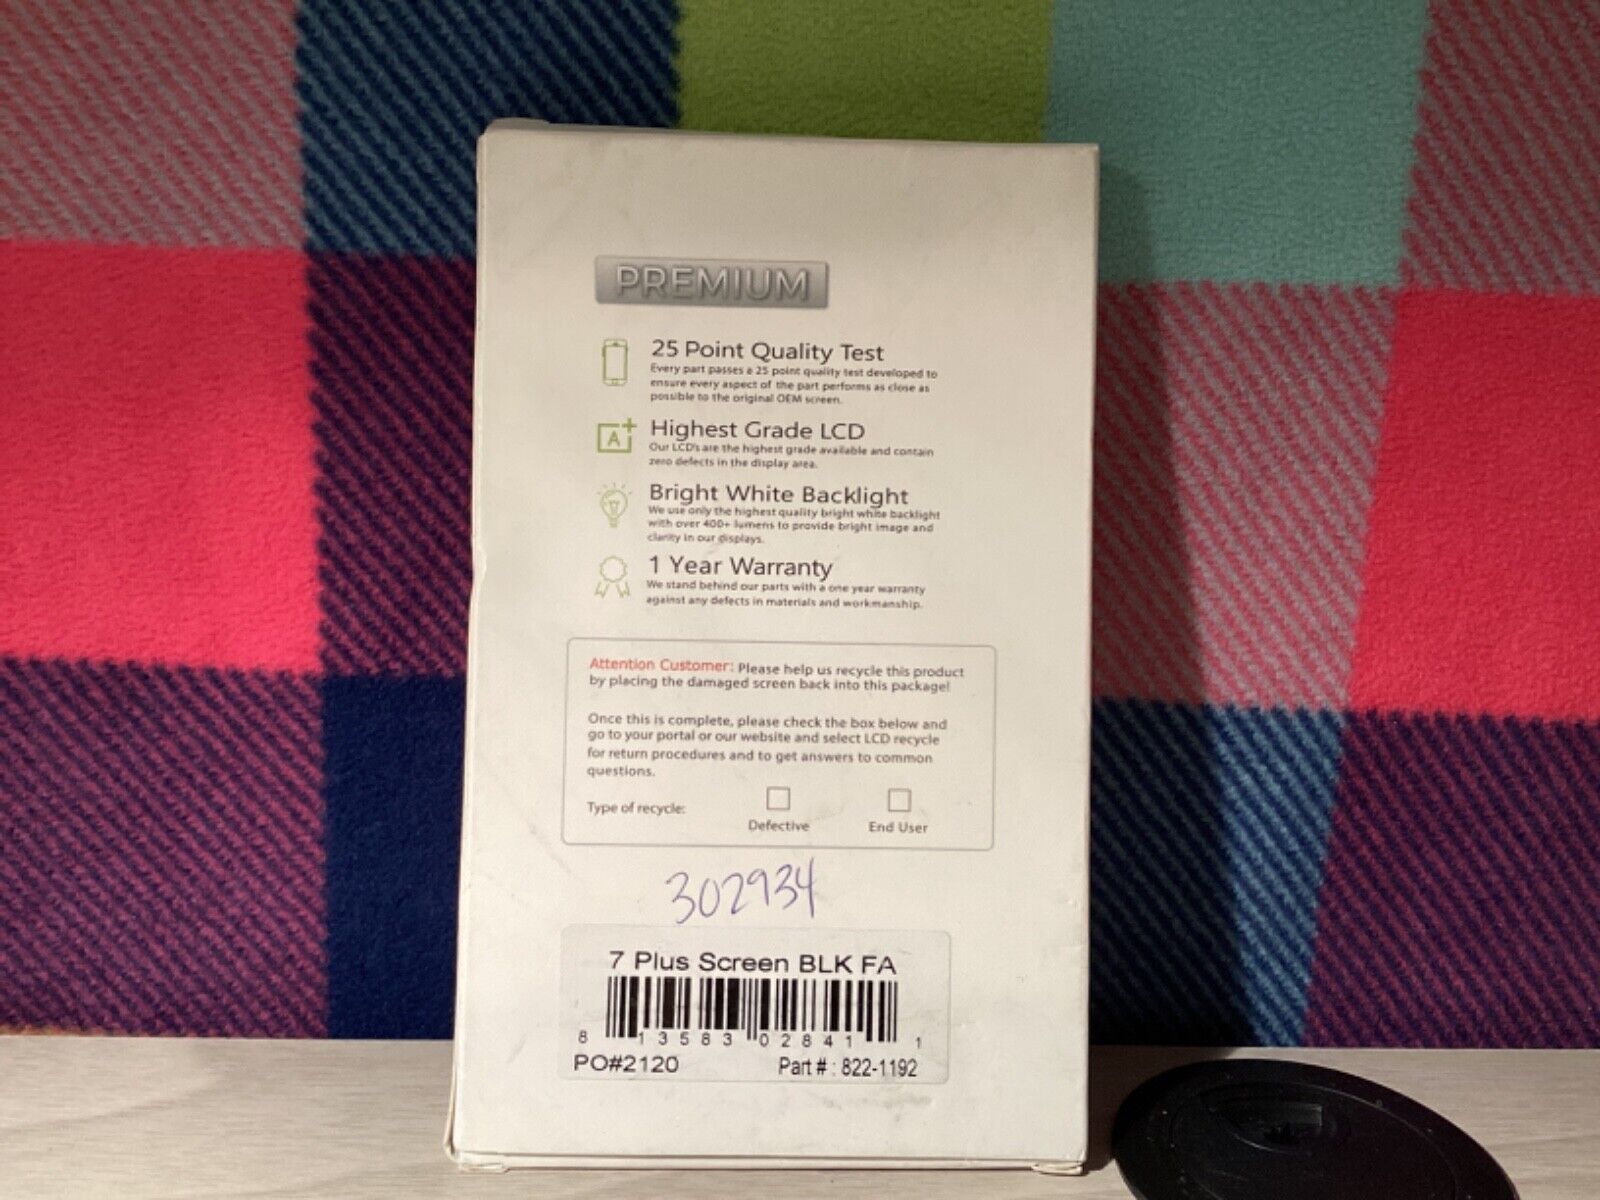 PREMIUM
25 Point Quality Test
Every part passes a 25 point quality test developed to
ensure every aspect of the part performs as close as
possible to the original OEM screen.
A+
Highest Grade LCD
Our LCD's are the highest grade available and contain
zero defects in the display area.
Bright White Backlight
We use only the highest quality bright white backlight
with over 400+ lumens to provide bright image and
clarity in our displays.
1 Year Warranty
We stand behind our parts with a one year warranty
against any defects in materials and workmanship.
Attention Customer: Please help us recycle this product
by placing the damaged screen back into this package!
Once this is complete, please check the box below and
go to your portal or our website and select LCD recycle
for return procedures and to get answers to common
questions.
Type of recycle:
Defective
End User
302934
7 Plus Screen BLK FA
8 13583 02841 1
PO#2120 Part # : 822-1192